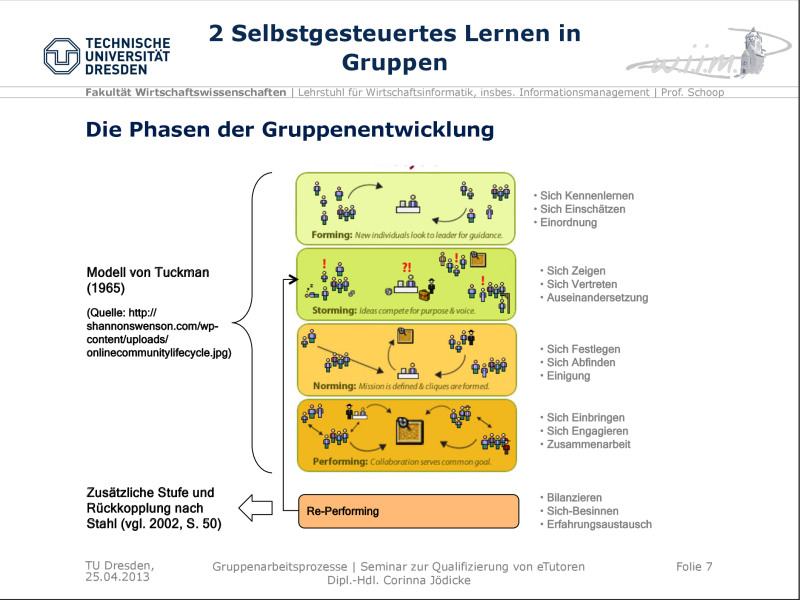 2 Selbstgesteuertes Lernen in
Gruppen
TECHNISCHE
UNIVERSITÄT
DRESDEN
w.i.i.m.
Fakultät Wirtschaftswissenschaften | Lehrstuhl für Wirtschaftsinformatik, insbes. Informationsmanagement | Prof. Schoop
Die Phasen der Gruppenentwicklung
Modell von Tuckman
(1965)
(Quelle: http://
shannonswenson.com/wp-
content/uploads/
onlinecommunitylifecycle.jpg)
Forming: New individuals look to leader for guidance.
• Sich Kennenlernen
• Sich Einschätzen
• Einordnung
!
?!
!
!
Storming: Ideas compete for purpose & voice.
• Sich Zeigen
• Sich Vertreten
• Auseinandersetzung
Norming: Mission is defined & cliques are formed.
• Sich Festlegen
• Sich Abfinden
• Einigung
Performing: Collaboration serves common goal.
• Sich Einbringen
• Sich Engagieren
• Zusammenarbeit
Zusätzliche Stufe und
Rückkopplung nach
Stahl (vgl. 2002, S. 50)
Re-Performing
• Bilanzieren
• Sich-Besinnen
• Erfahrungsaustausch
TU Dresden,
25.04.2013
Gruppenarbeitsprozesse | Seminar zur Qualifizierung von eTutoren
Dipl.-Hdl. Corinna Jödicke
Folie 7